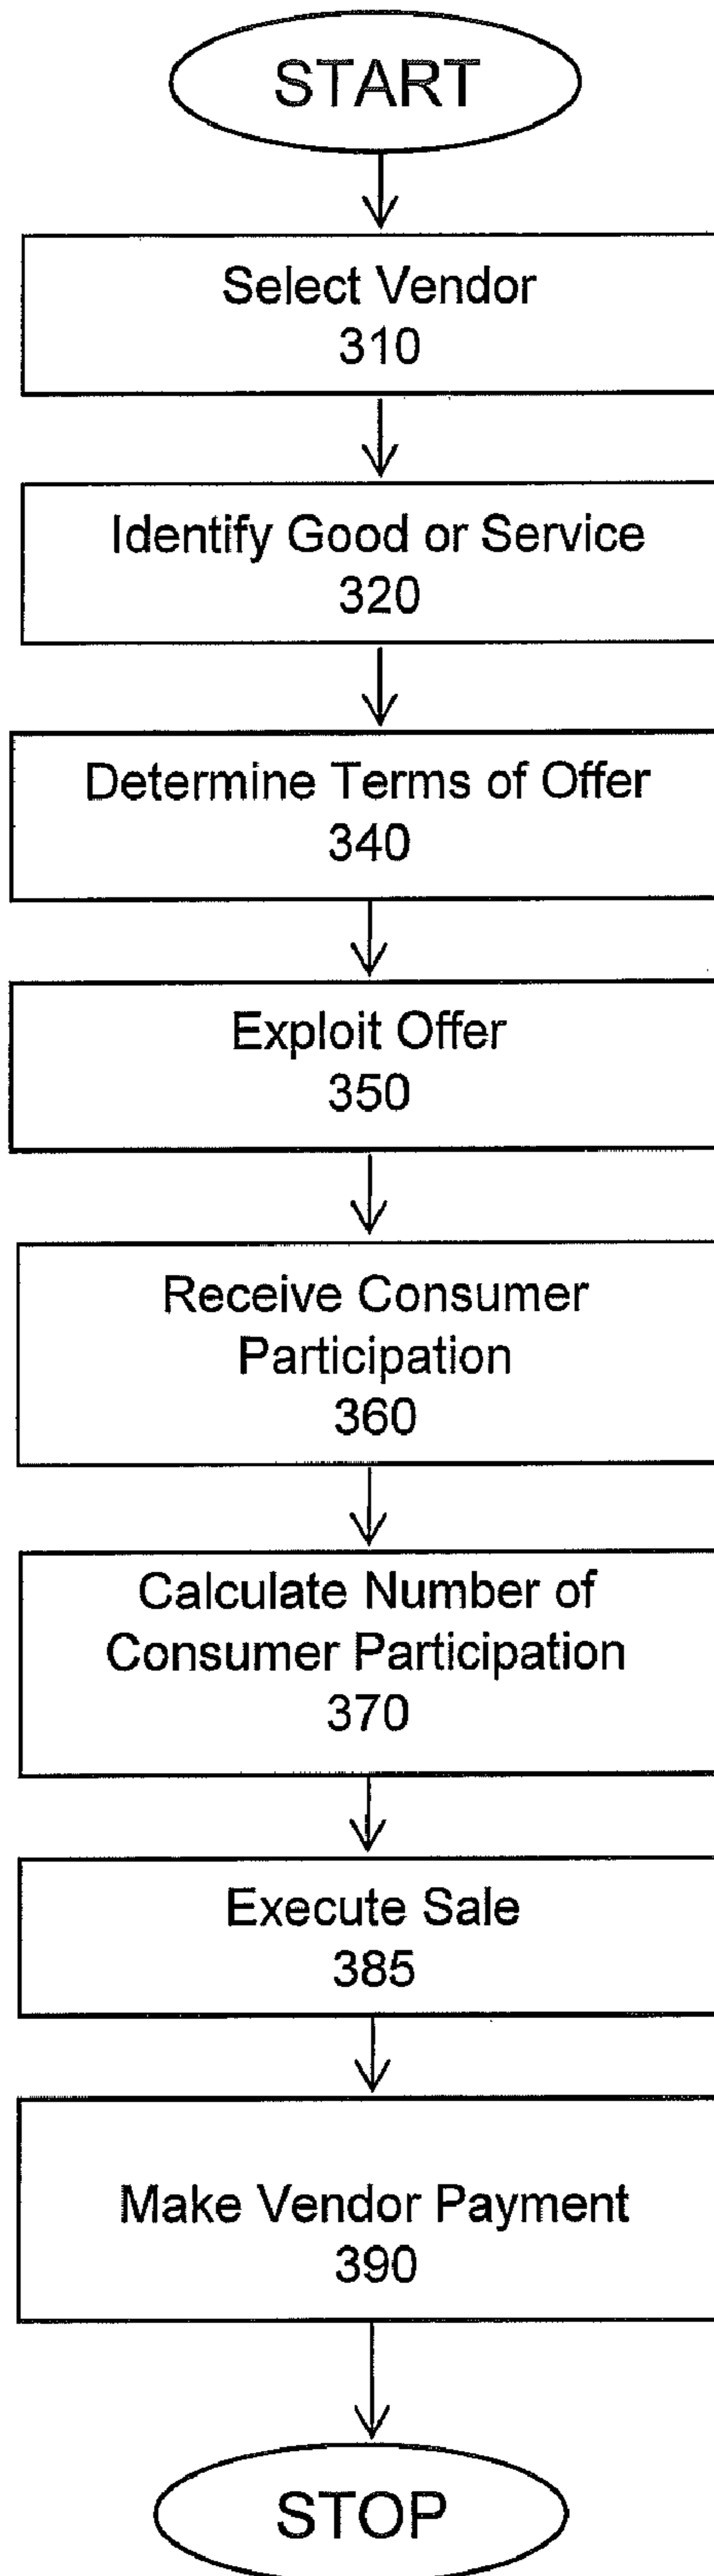 START
Select Vendor
310
Identify Good or Service
320
Determine Terms of Offer
340
Exploit Offer
350
Receive Consumer
Participation
360
Calculate Number of
Consumer Participation
370
Execute Sale
385
Make Vendor Payment
390
STOP